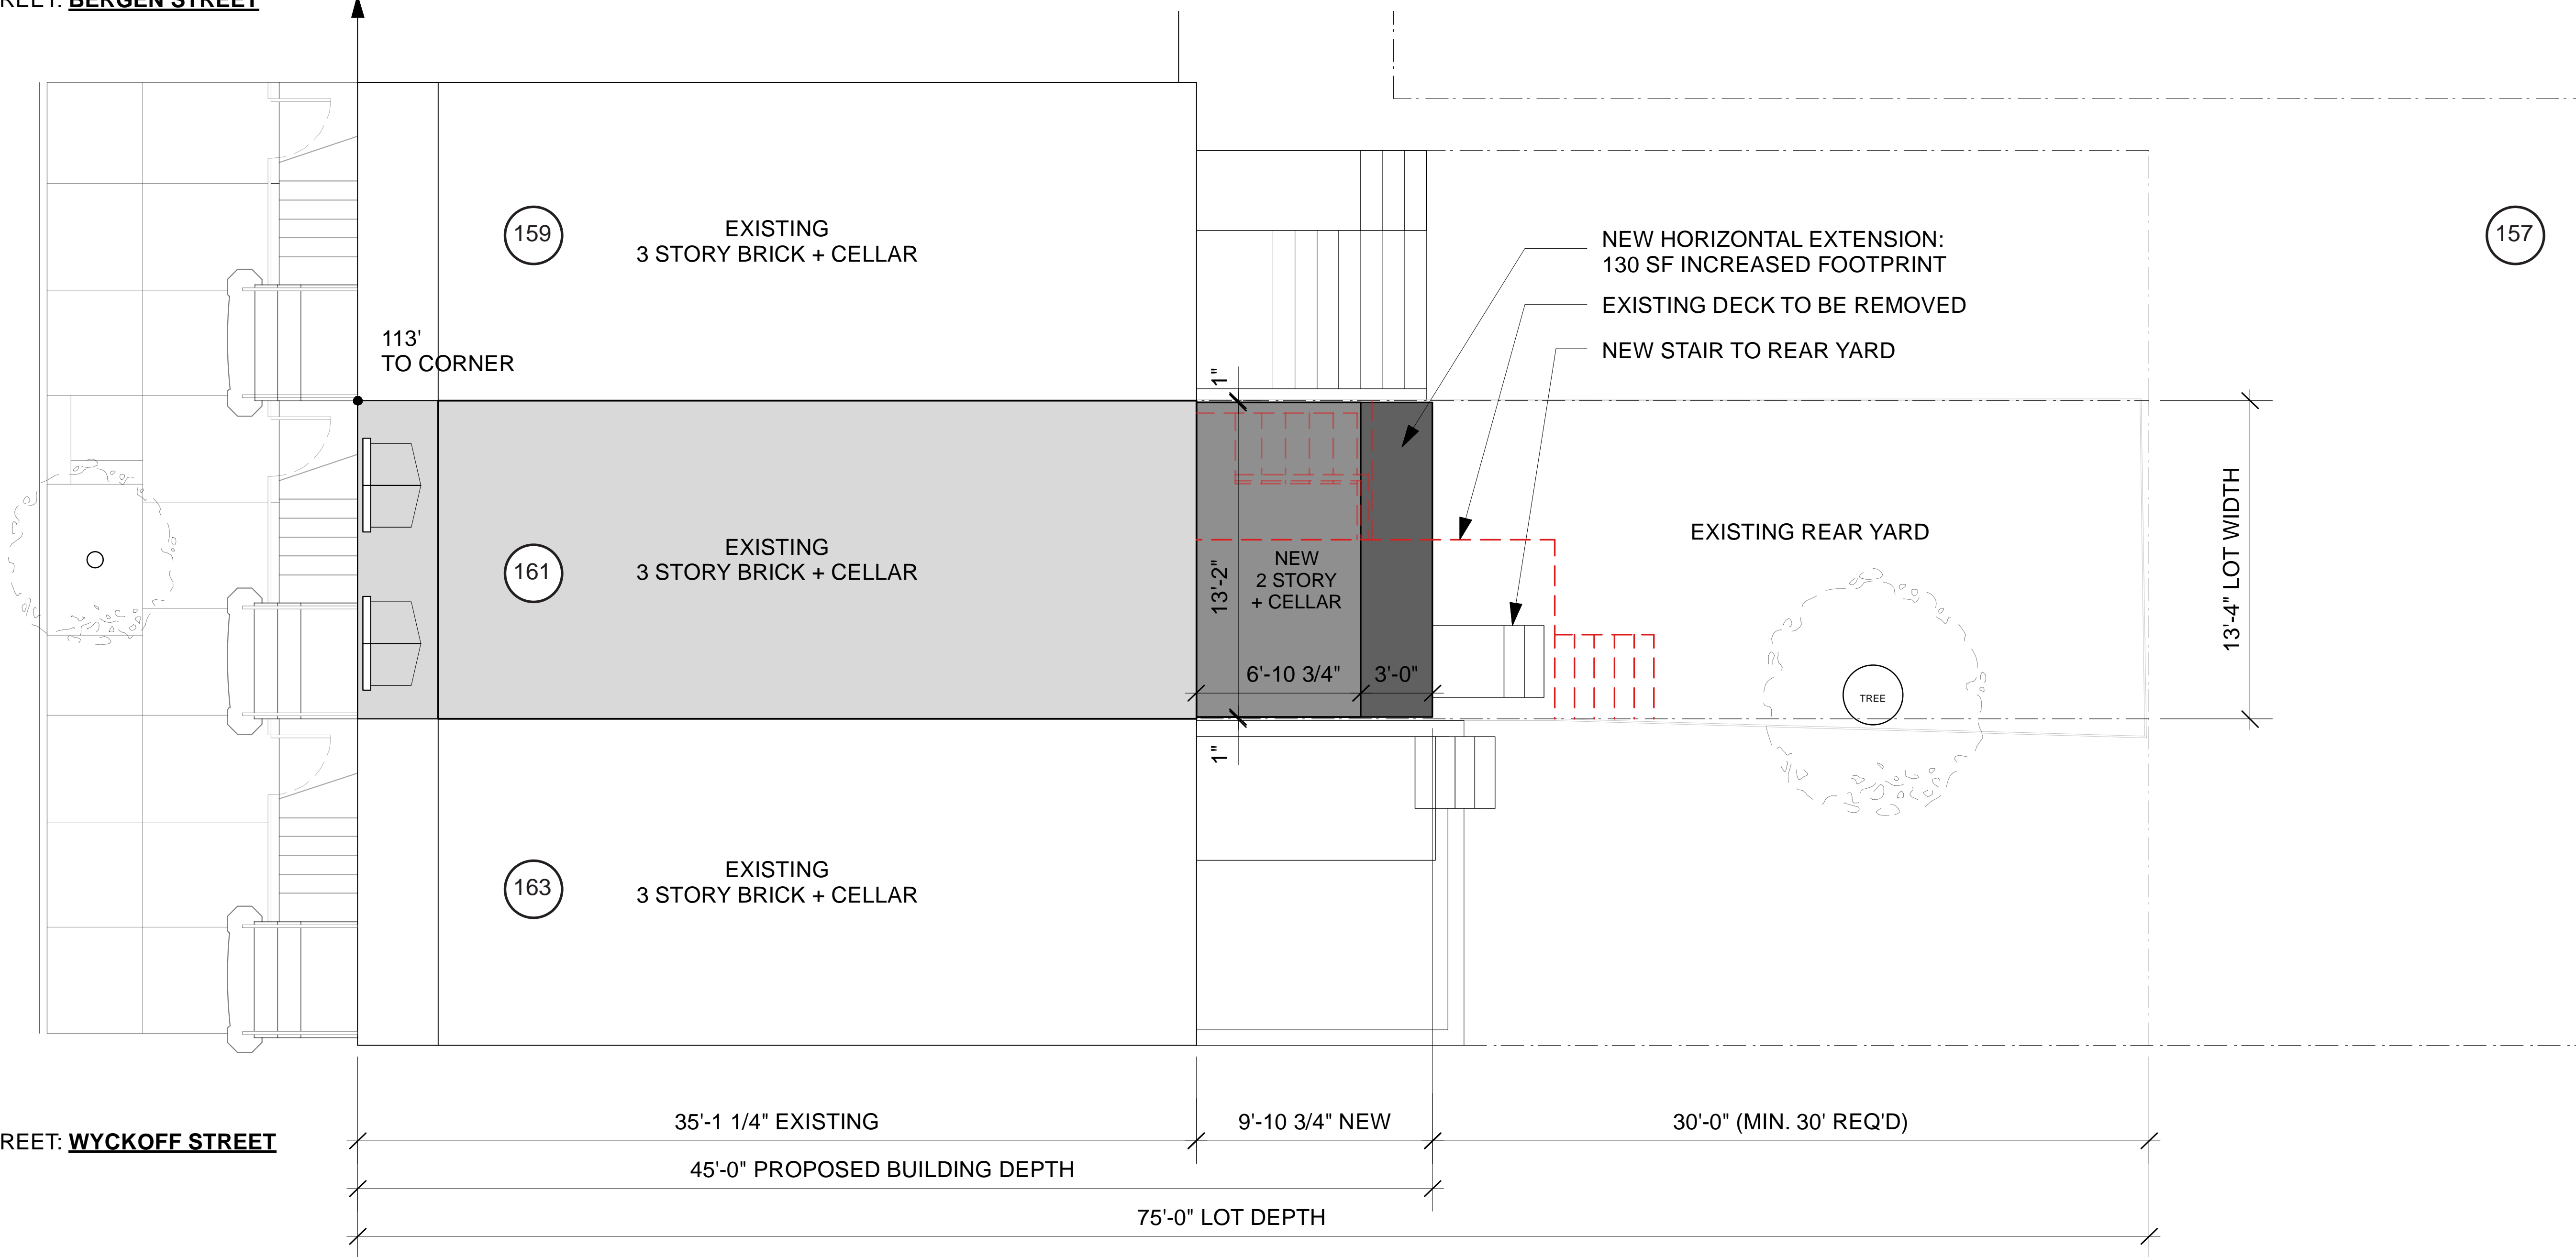 REET: BERGEN STREET
159
EXISTING
3 STORY BRICK + CELLAR
157
NEW HORIZONTAL EXTENSION:
130 SF INCREASED FOOTPRINT
EXISTING DECK TO BE REMOVED
NEW STAIR TO REAR YARD
113'
TO CORNER
1"
161
EXISTING
3 STORY BRICK + CELLAR
13'-2"
NEW
2 STORY
+ CELLAR
6'-10 3/4"
3'-0"
EXISTING REAR YARD
TREE
13'-4" LOT WIDTH
1"
163
EXISTING
3 STORY BRICK + CELLAR
35'-1 1/4" EXISTING
9'-10 3/4" NEW
30'-0" (MIN. 30' REQ'D)
REET: WYCKOFF STREET
45'-0" PROPOSED BUILDING DEPTH
75'-0" LOT DEPTH